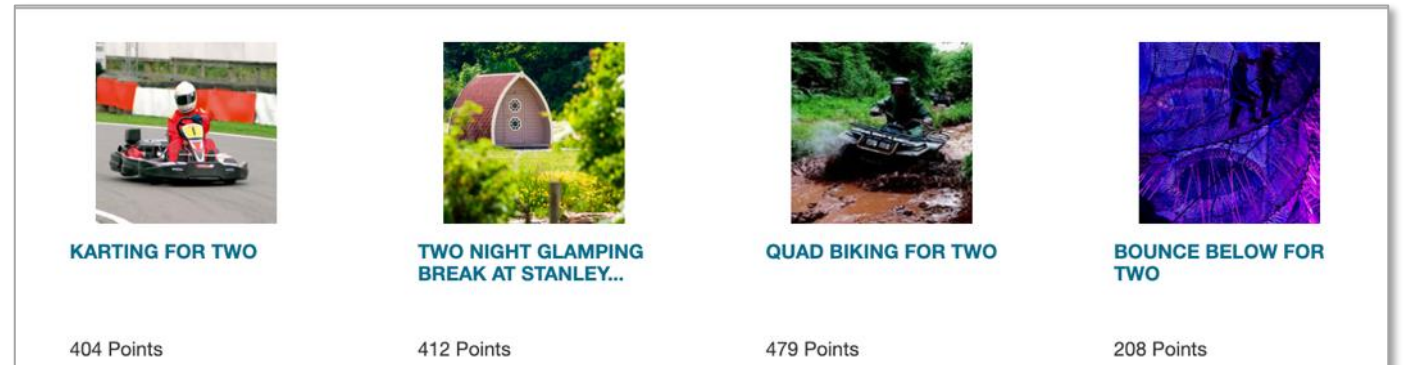 KARTING FOR TWO
TWO NIGHT GLAMPING
BREAK AT STANLEY...
QUAD BIKING FOR TWO
BOUNCE BELOW FOR
TWO
404 Points
412 Points
479 Points
208 Points